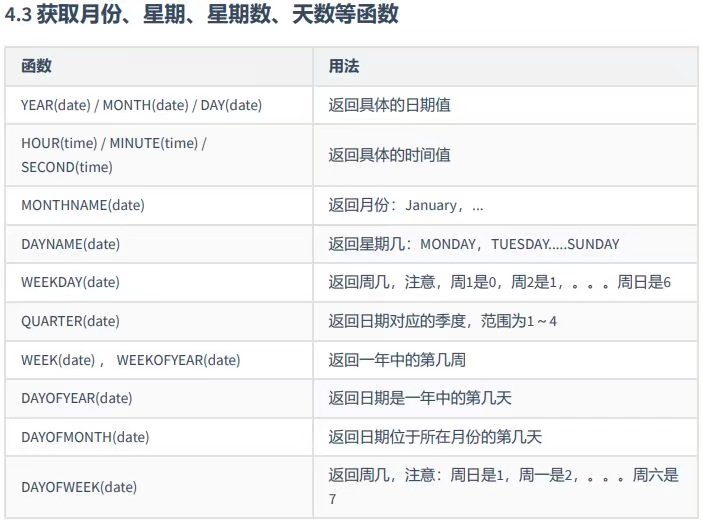 4.3 获取月份、星期、星期数、天数等函数
函数
用法
YEAR(date) / MONTH(date) / DAY(date)
返回具体的日期值
HOUR(time) / MINUTE(time) /
SECOND(time)
返回具体的时间值
MONTHNAME(date)
返回月份：January，...
DAYNAME(date)
返回星期几：MONDAY，TUESDAY.....SUNDAY
WEEKDAY(date)
返回周几，注意，周1是0，周2是1，。。。周日是6
QUARTER(date)
返回日期对应的季度，范围为1～4
WEEK(date) ， WEEKOFYEAR(date)
返回一年中的第几周
DAYOFYEAR(date)
返回日期是一年中的第几天
DAYOFMONTH(date)
返回日期位于所在月份的第几天
DAYOFWEEK(date)
返回周几，注意：周日是1，周一是2，。。。周六是
7